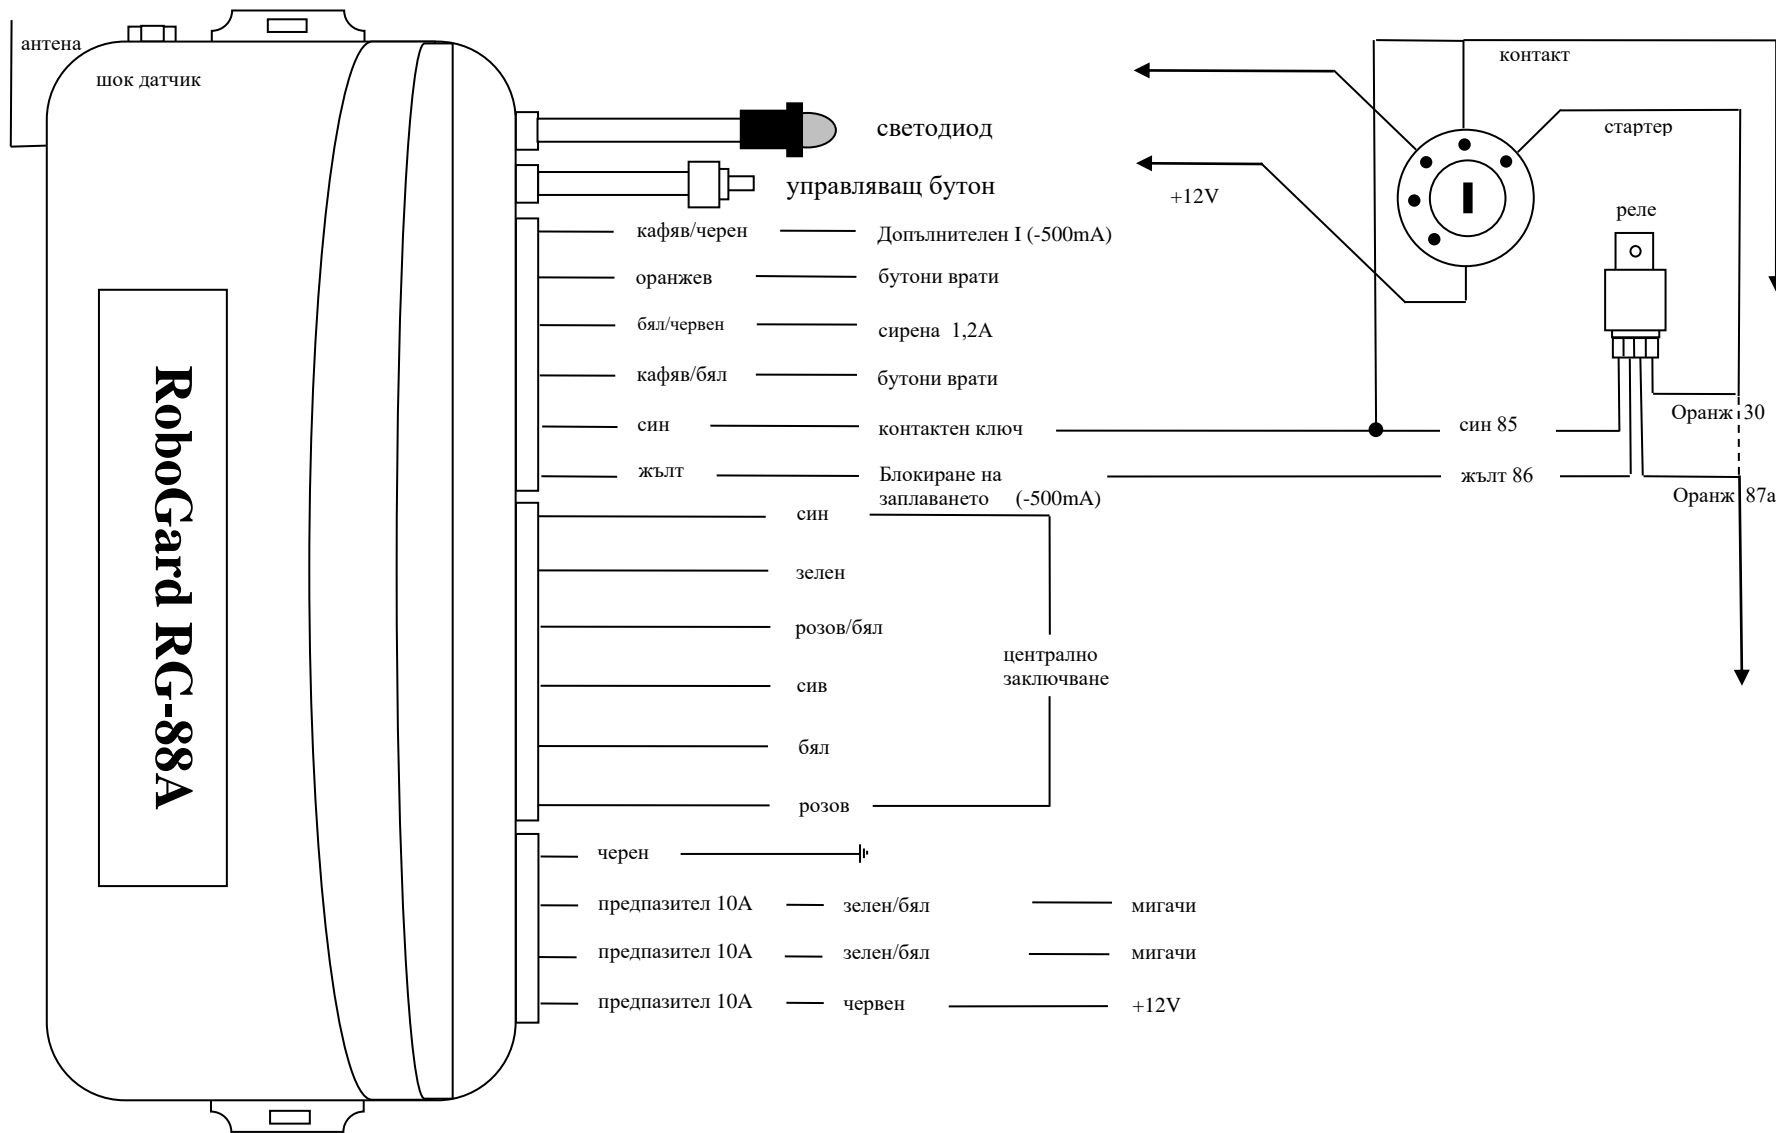 антена
шок датчик
контакт
светодиод
стартер
управляващ бутон
+12V
реле
кафяв/черен
Допълнителен I (-500mA)
оранжев
бутони врати
бял/червен
сирена 1,2A
кафяв/бял
бутони врати
син
контактен ключ
син 85
Оранж 30
жълт
Блокиране на
заплаването (-500mA)
жълт 86
Оранж 87a
син
зелен
розов/бял
сив
бял
розов
централно
заключване
RoboGard RG-88A
черен
предпазител 10A
зелен/бял
мигачи
предпазител 10A
зелен/бял
мигачи
предпазител 10A
червен
+12V